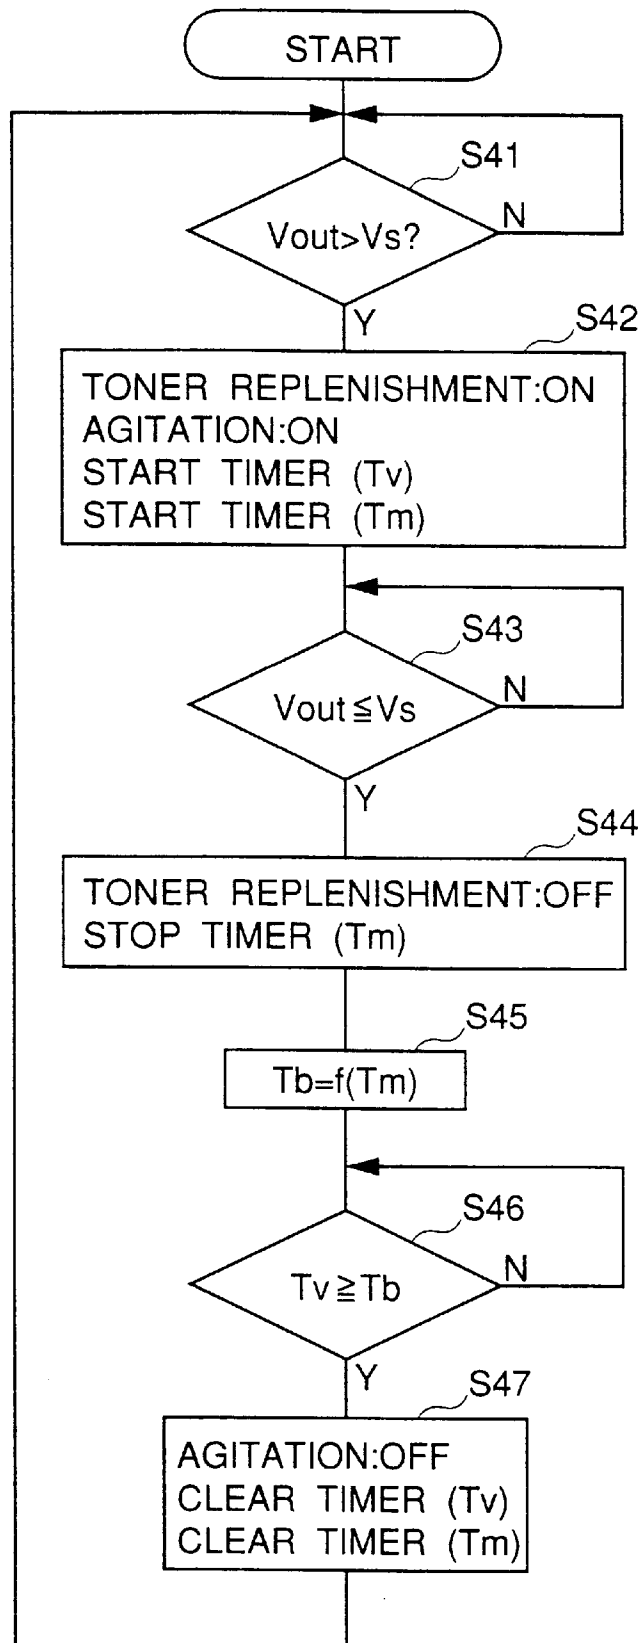 START
S41
Vout>Vs?
N
Y
S42
TONER REPLENISHMENT:ON
AGITATION:ON
START TIMER (Tv)
START TIMER (Tm)
S43
Vout≦Vs
N
Y
S44
TONER REPLENISHMENT:OFF
STOP TIMER (Tm)
S45
Tb=f(Tm)
S46
Tv≧Tb
N
Y
S47
AGITATION:OFF
CLEAR TIMER (Tv)
CLEAR TIMER (Tm)